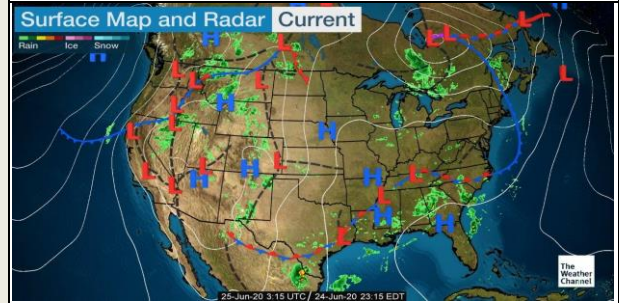 Surface Map and Radar Current
Rain Ice Snow
H
H
L
L
L
L
L
L
L
L
H
L
L
H
L
L
L
H
H
L
L
H
L
L
H
H
L
The
Weather
Channel
25-Jun-20 3:15 UTC / 24-Jun-20 23:15 EDT